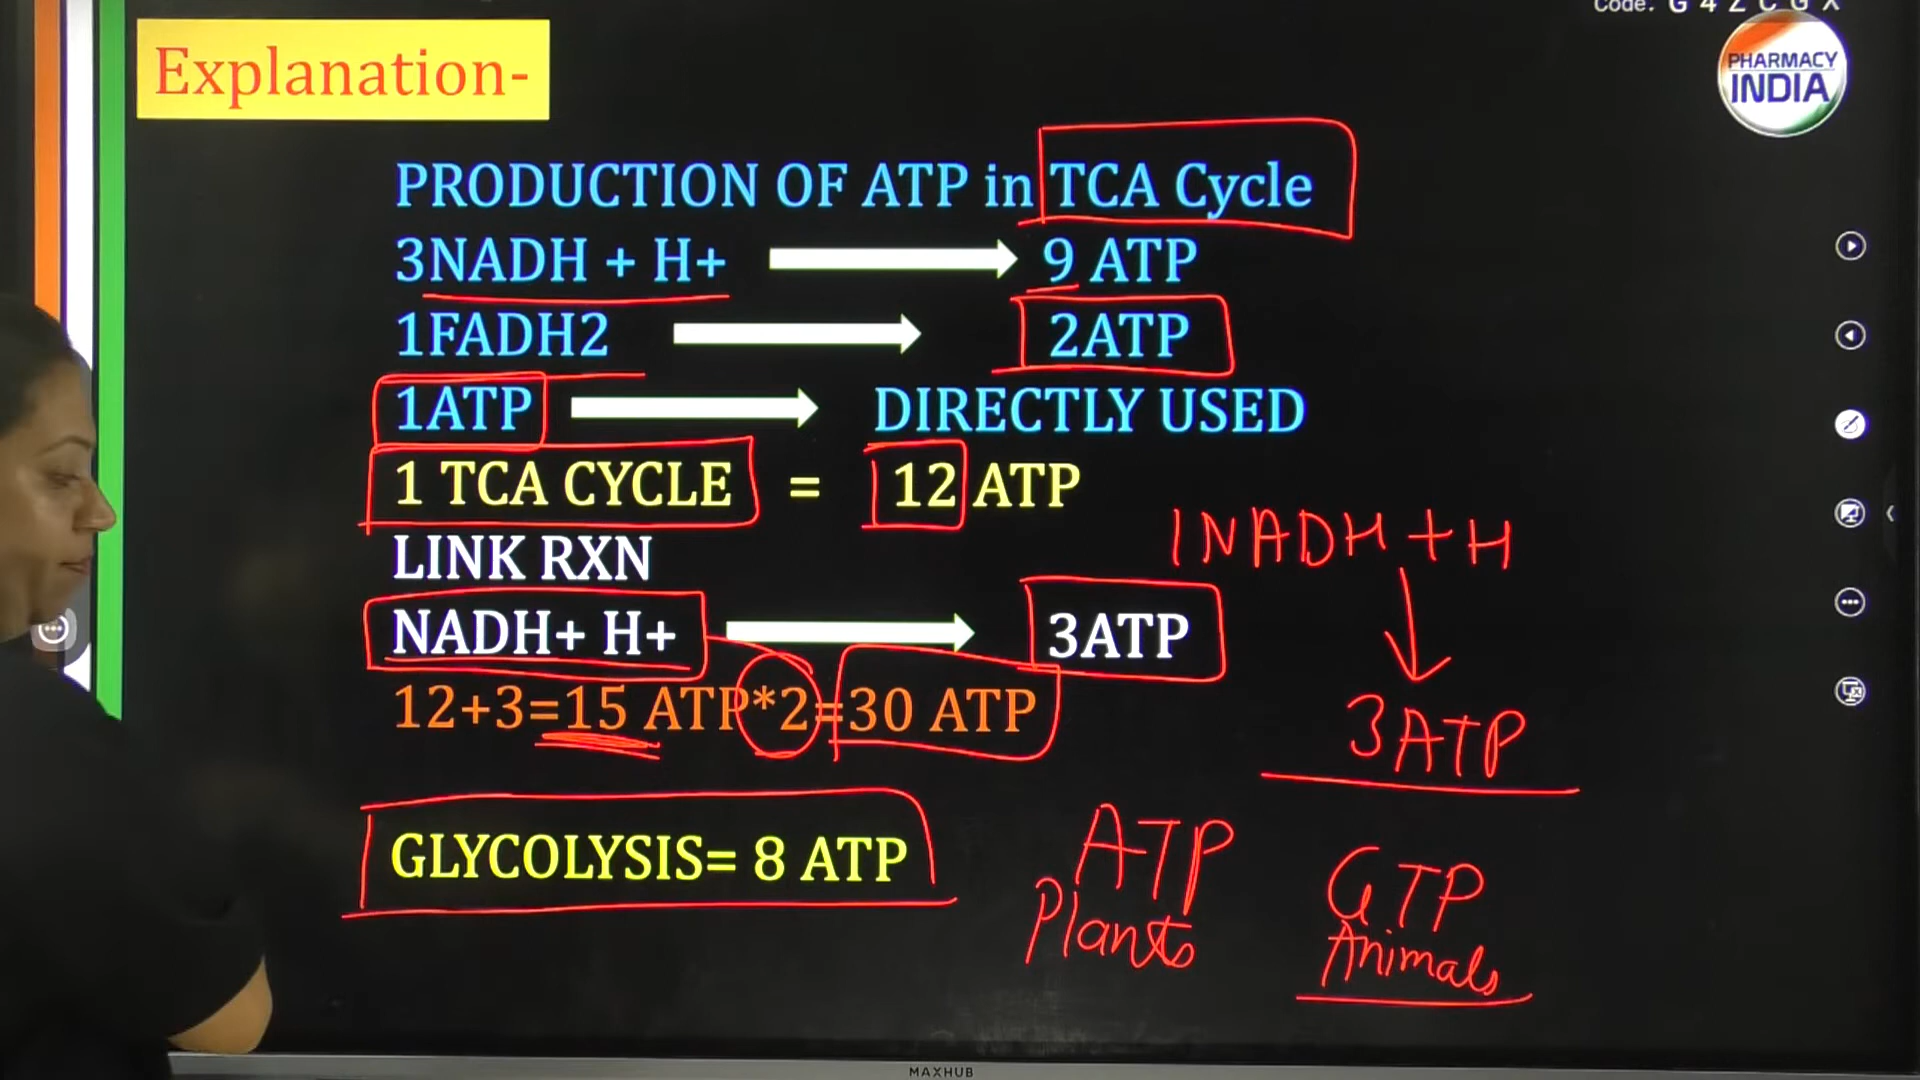 Code: G 4 Z C G X
Explanation-
PHARMACY
INDIA
PRODUCTION OF ATP in TCA Cycle
3NADH + H+ 9 ATP
1FADH2 2ATP
1ATP DIRECTLY USED
1 TCA CYCLE = 12 ATP
1NADH + H
LINK RXN
NADH+ H+ 3ATP
12+3=15 ATP*2=30 ATP
3ATP
GLYCOLYSIS= 8 ATP
ATP
Plants
GTP
Animals
MAXHUB